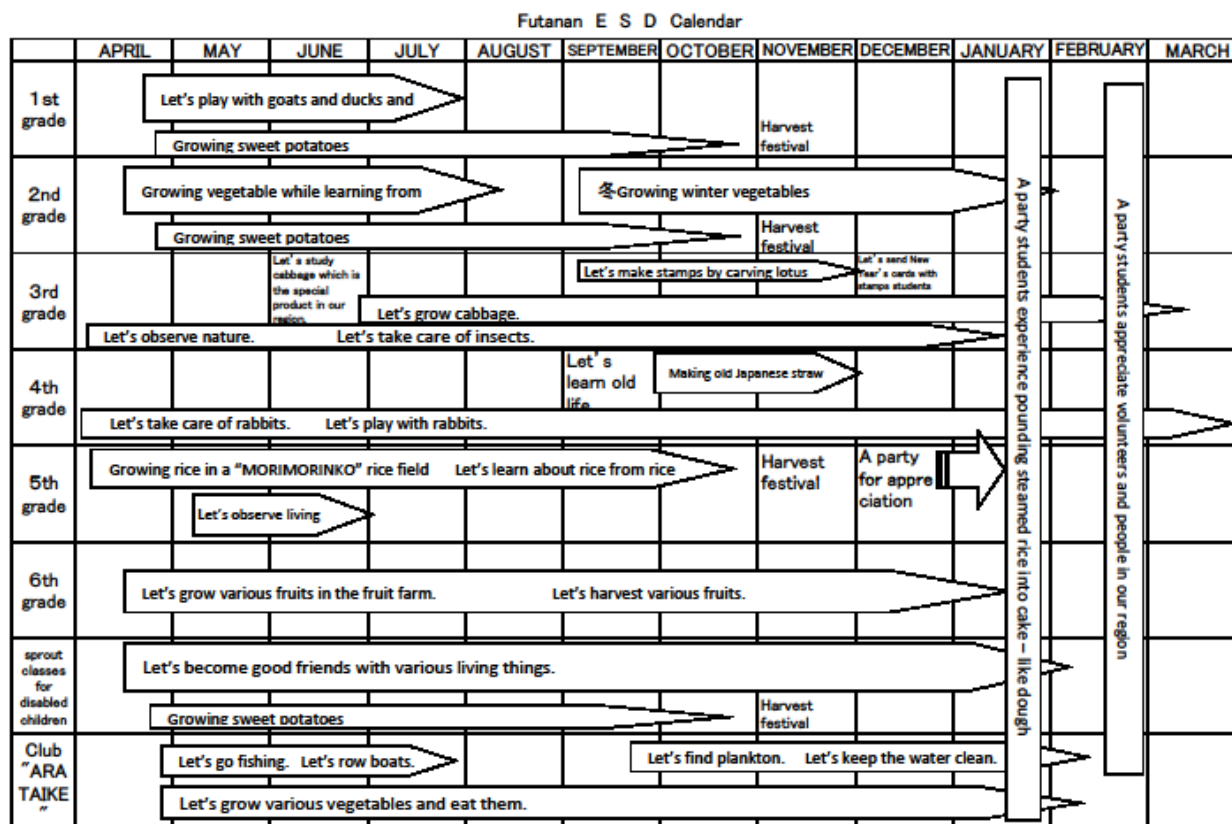 Futanan E S D Calendar
APRIL MAY JUNE JULY AUGUST SEPTEMBER OCTOBER NOVEMBER DECEMBER JANUARY FEBRUARY MARCH
1st
grade
Let's play with goats and ducks and
Growing sweet potatoes
Harvest
festival
2nd
grade
Growing vegetable while learning from
冬Growing winter vegetables
Growing sweet potatoes
Harvest
festival
3rd
grade
Let's study
cabbage which is
the special
product in our
region.
Let's make stamps by carving lotus
Let's send New
Year's cards with
stamps students
Let's grow cabbage.
Let's observe nature. Let's take care of insects.
4th
grade
Let's
learn old
life
Making old Japanese straw
Let's take care of rabbits. Let's play with rabbits.
5th
grade
Growing rice in a "MORIMORINKO" rice field Let's learn about rice from rice
Harvest
festival
A party
for appre
ciation
Let's observe living
6th
grade
Let's grow various fruits in the fruit farm. Let's harvest various fruits.
sprout
classes
for
disabled
children
Let's become good friends with various living things.
Growing sweet potatoes
Harvest
festival
Club
"ARA
TAIKE
"
Let's go fishing. Let's row boats.
Let's find plankton. Let's keep the water clean.
Let's grow various vegetables and eat them.
A party students experience pounding steamed rice into cake – like dough
A party students appreciate volunteers and people in our region